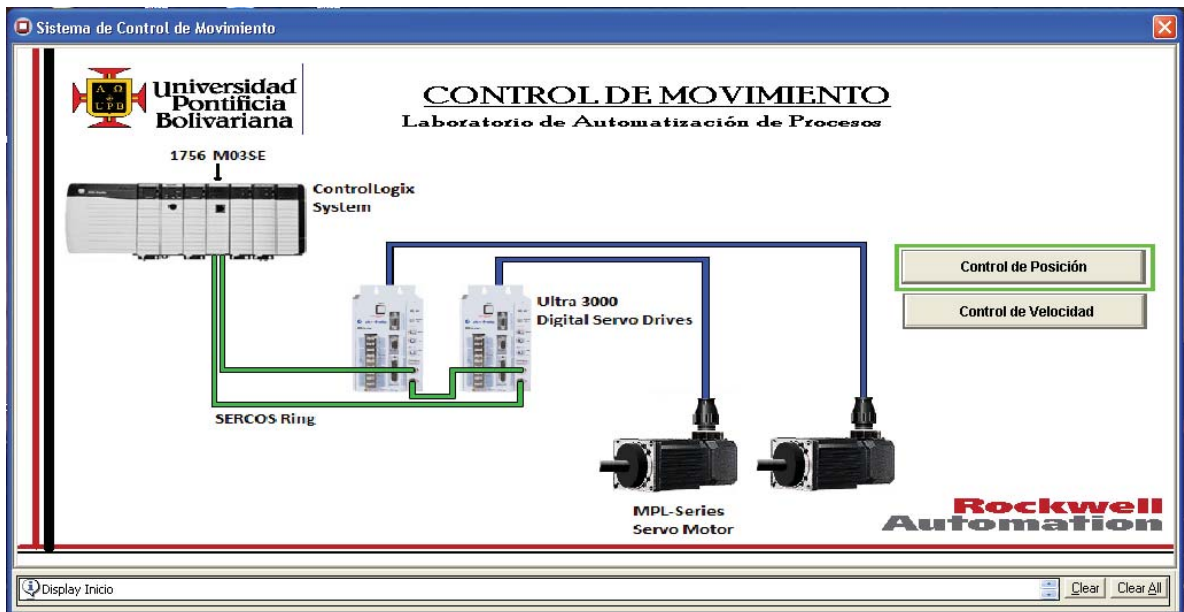 Sistema de Control de Movimiento
Universidad
Pontificia
Bolivariana
CONTROL DE MOVIMIENTO
Laboratorio de Automatización de Procesos
1756 M03SE
ControlLogix
System
Ultra 3000
Digital Servo Drives
Control de Posición
Control de Velocidad
SERCOS Ring
MPL-Series
Servo Motor
Rockwell
Automation
Display Inicio
Clear
Clear All